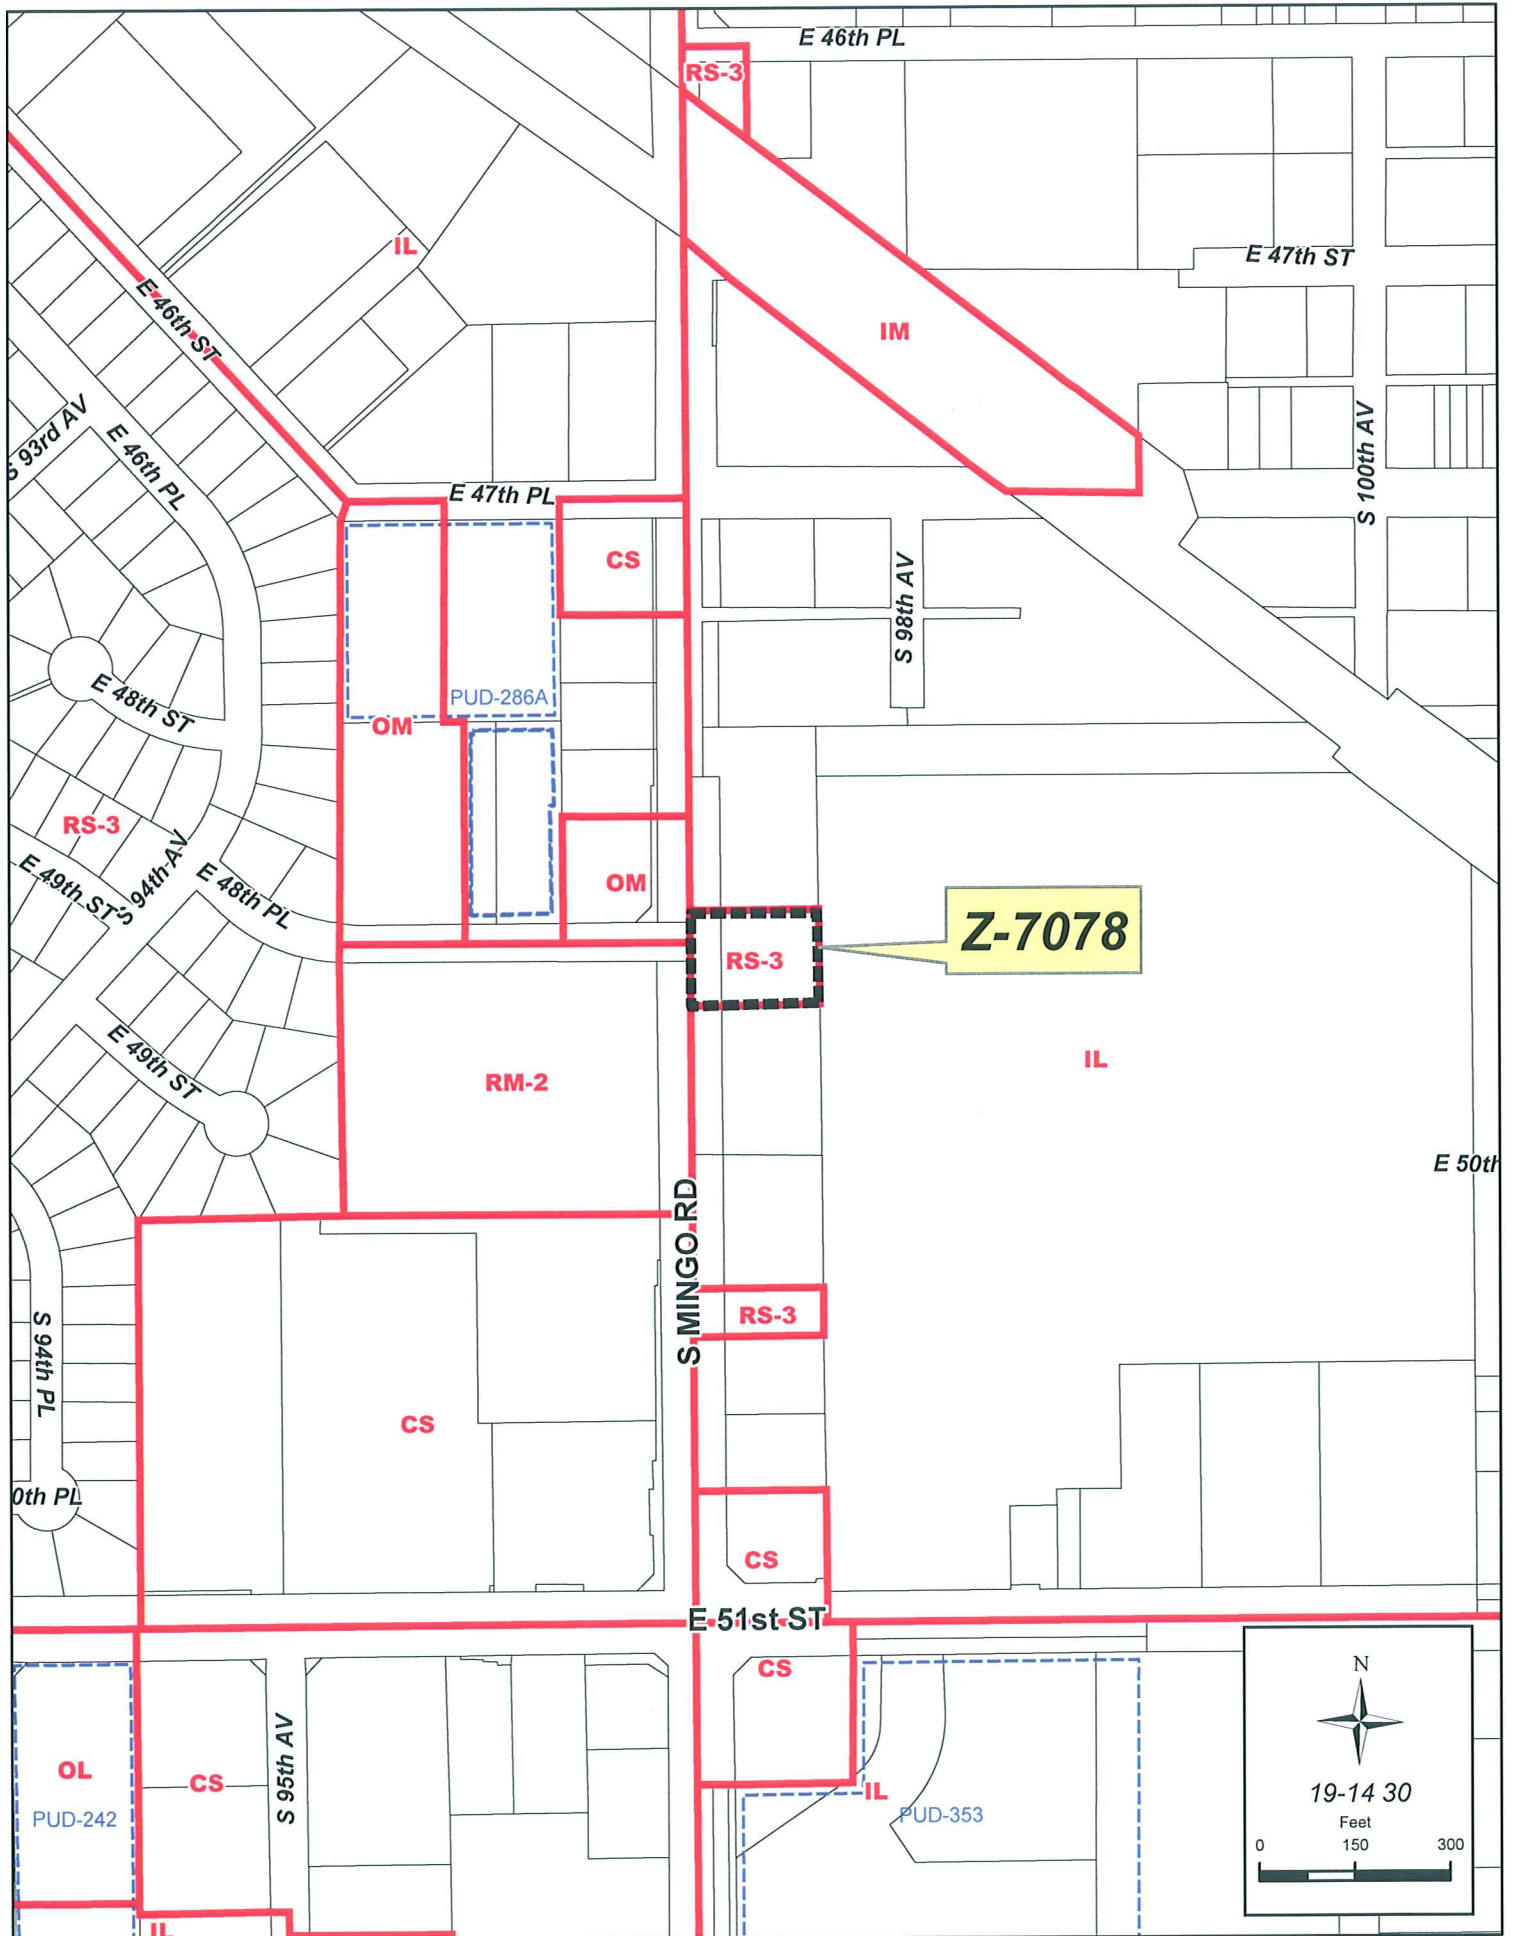 E 46th PL
RS-3
IL
E 47th ST
E 46th ST
IM
S 93rd AV
E 46th PL
S 100th AV
E 47th PL
CS
S 98th AV
E 48th ST
PUD-286A
OM
RS-3
S 94th AV
E 49th ST
E 48th PL
OM
Z-7078
RS-3
E 49th ST
RM-2
IL
E 50th
S MINGO RD
RS-3
S 94th PL
CS
0th PL
CS
E 51st ST
CS
OL
PUD-242
CS
S 95th AV
IL
PUD-353
IL
N
19-14 30
Feet
0 150 300